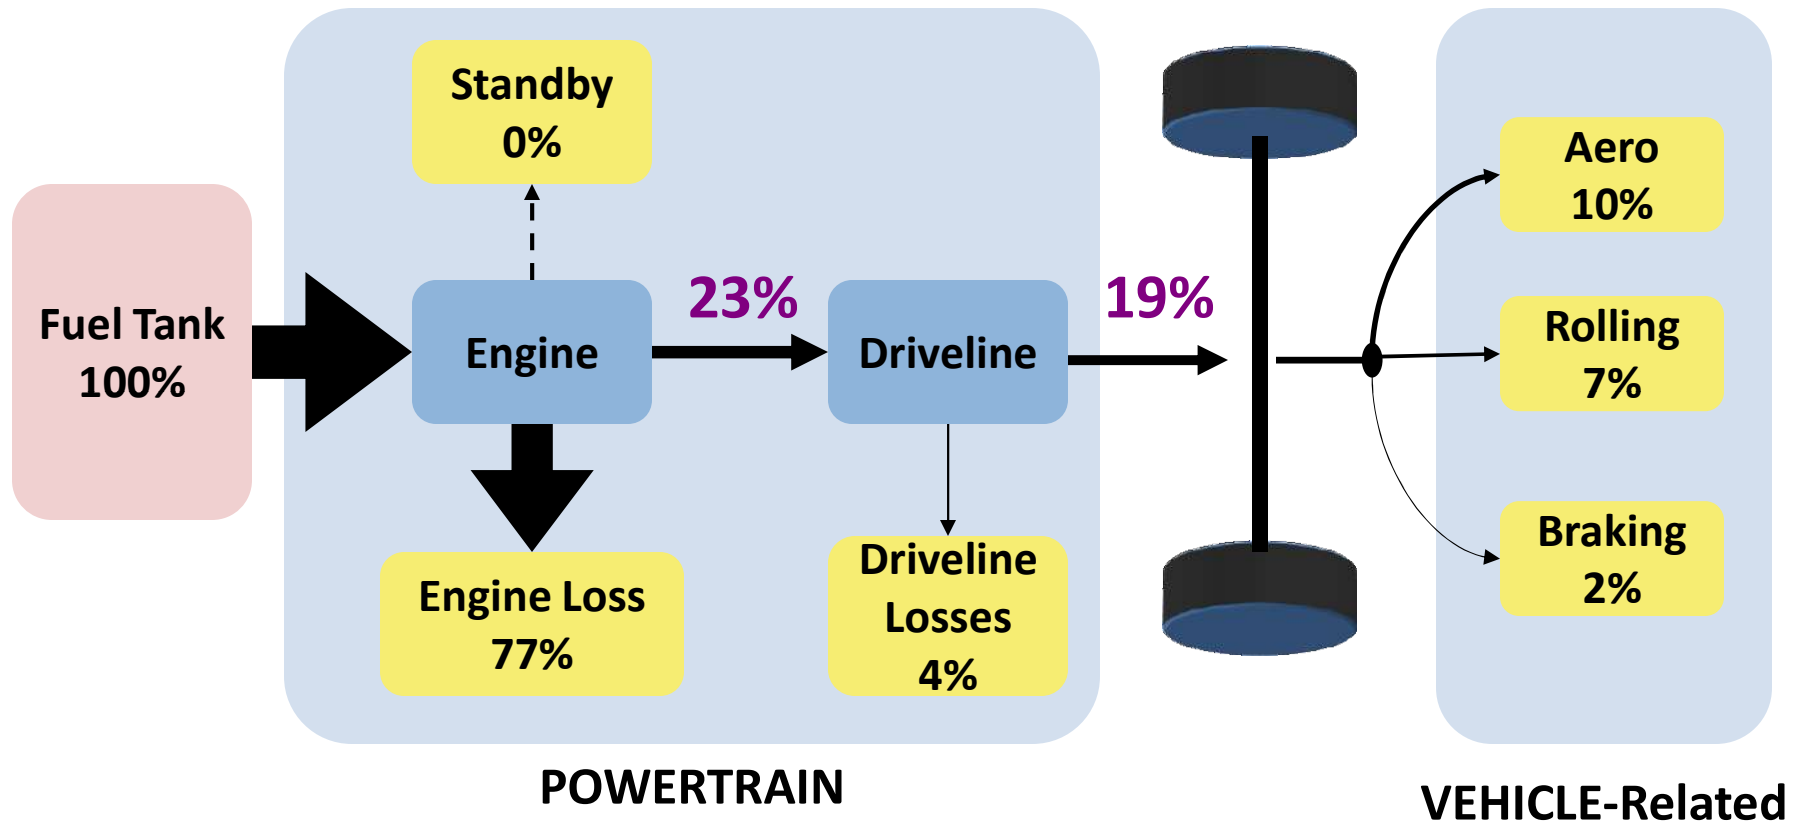 Standby
0%
Fuel Tank
100%
Engine
23%
Driveline
19%
Engine Loss
77%
Driveline
Losses
4%
POWERTRAIN
Aero
10%
Rolling
7%
Braking
2%
VEHICLE-Related